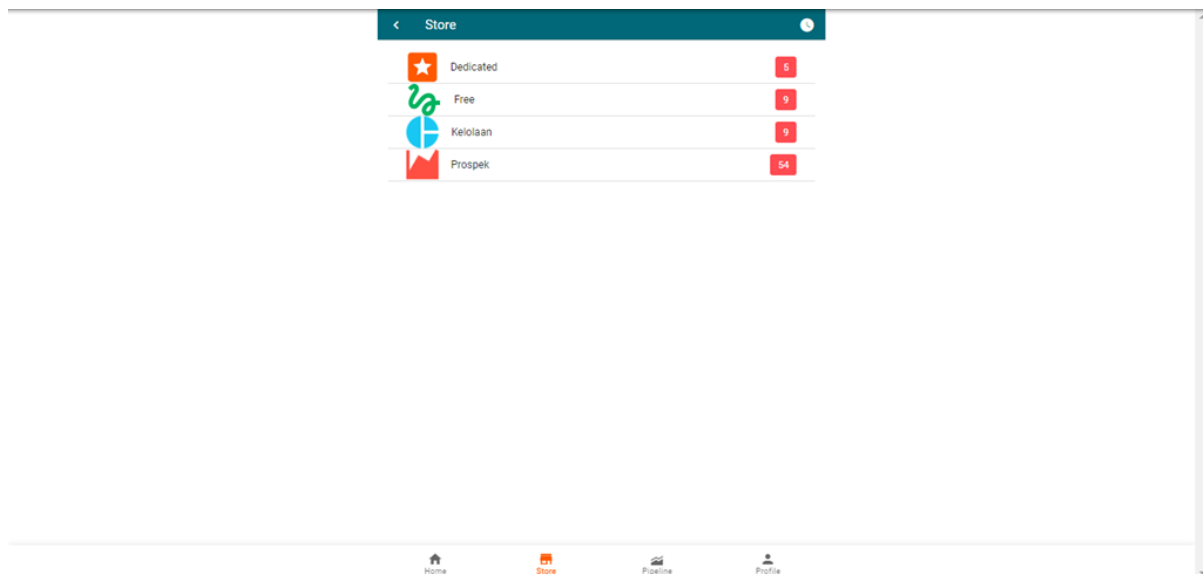 Store
Dedicated 5
Free 9
Kelolaan 9
Prospek 54
Home Store Pipeline Profile